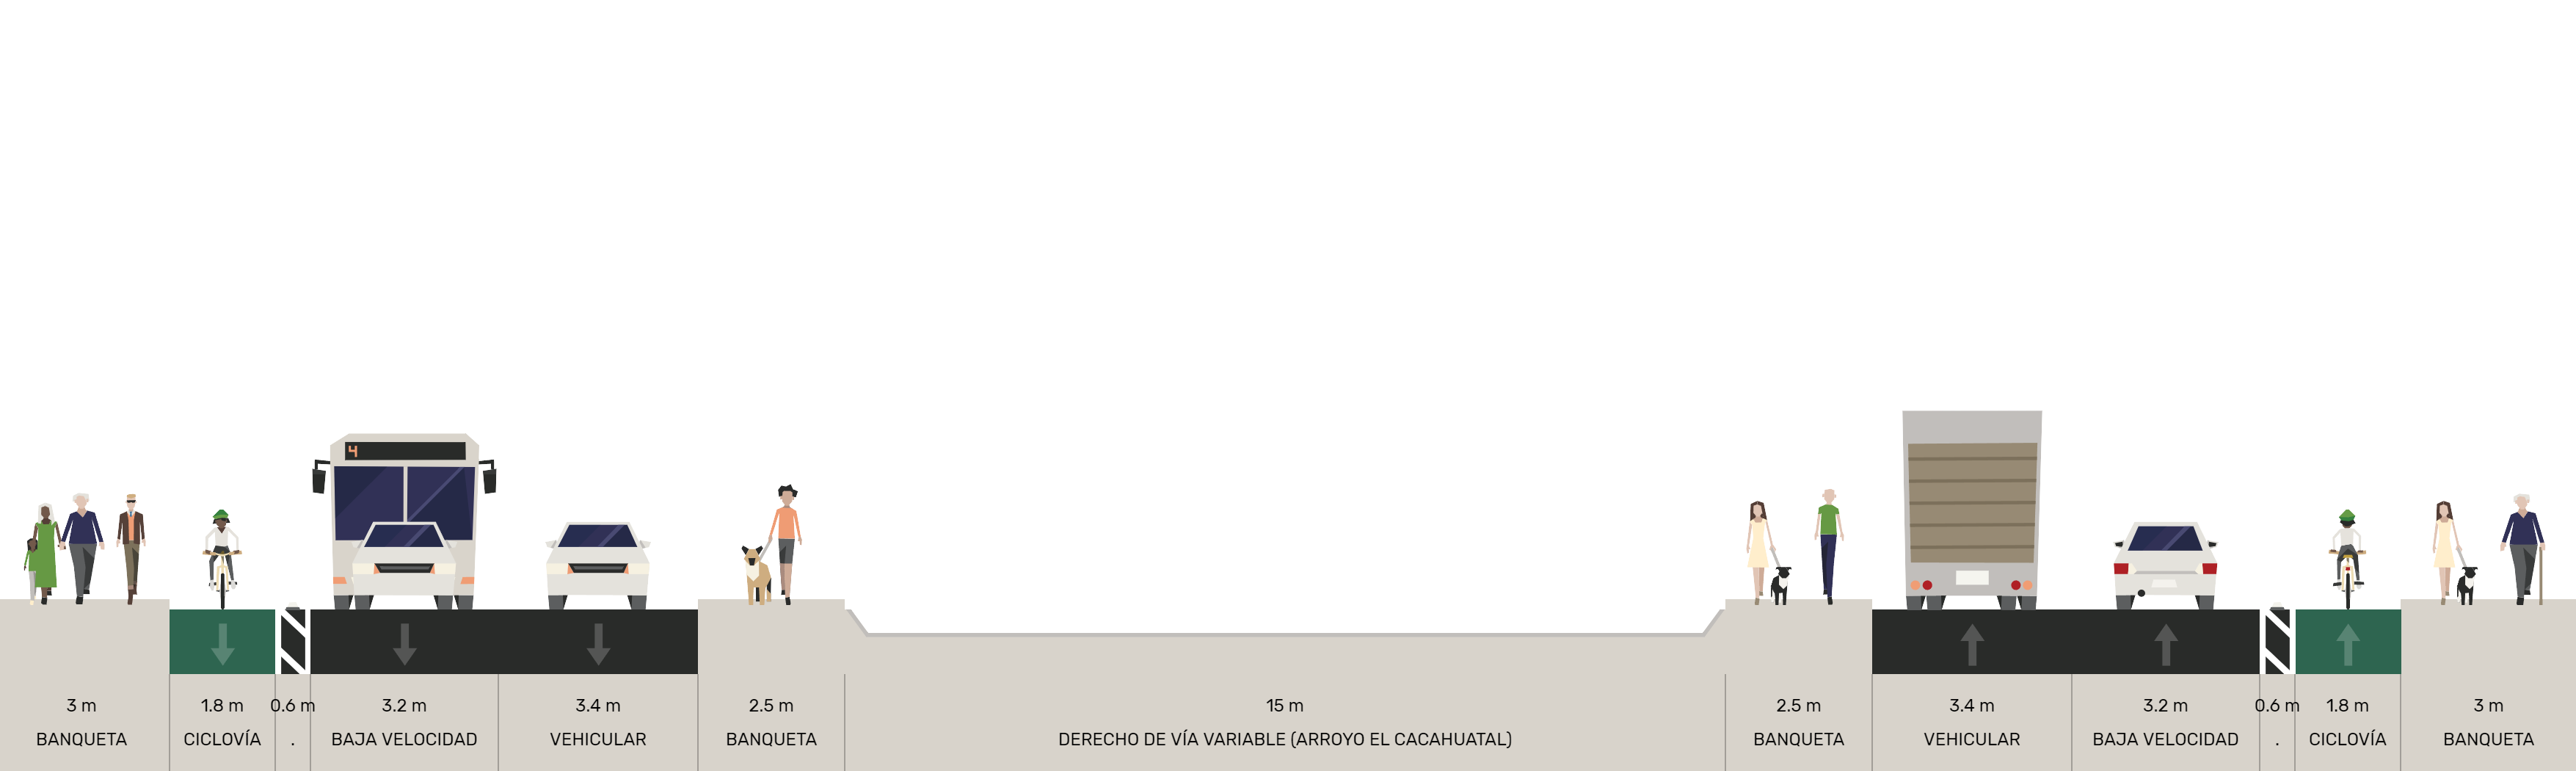 4
3 m 1.8 m 0.6 m 3.2 m 3.4 m 2.5 m 15 m 2.5 m 3.4 m 3.2 m 0.6 m 1.8 m 3 m
BANQUETA CICLOVÍA . BAJA VELOCIDAD VEHICULAR BANQUETA DERECHO DE VÍA VARIABLE (ARROYO EL CACAHUATAL) BANQUETA VEHICULAR BAJA VELOCIDAD . CICLOVÍA BANQUETA